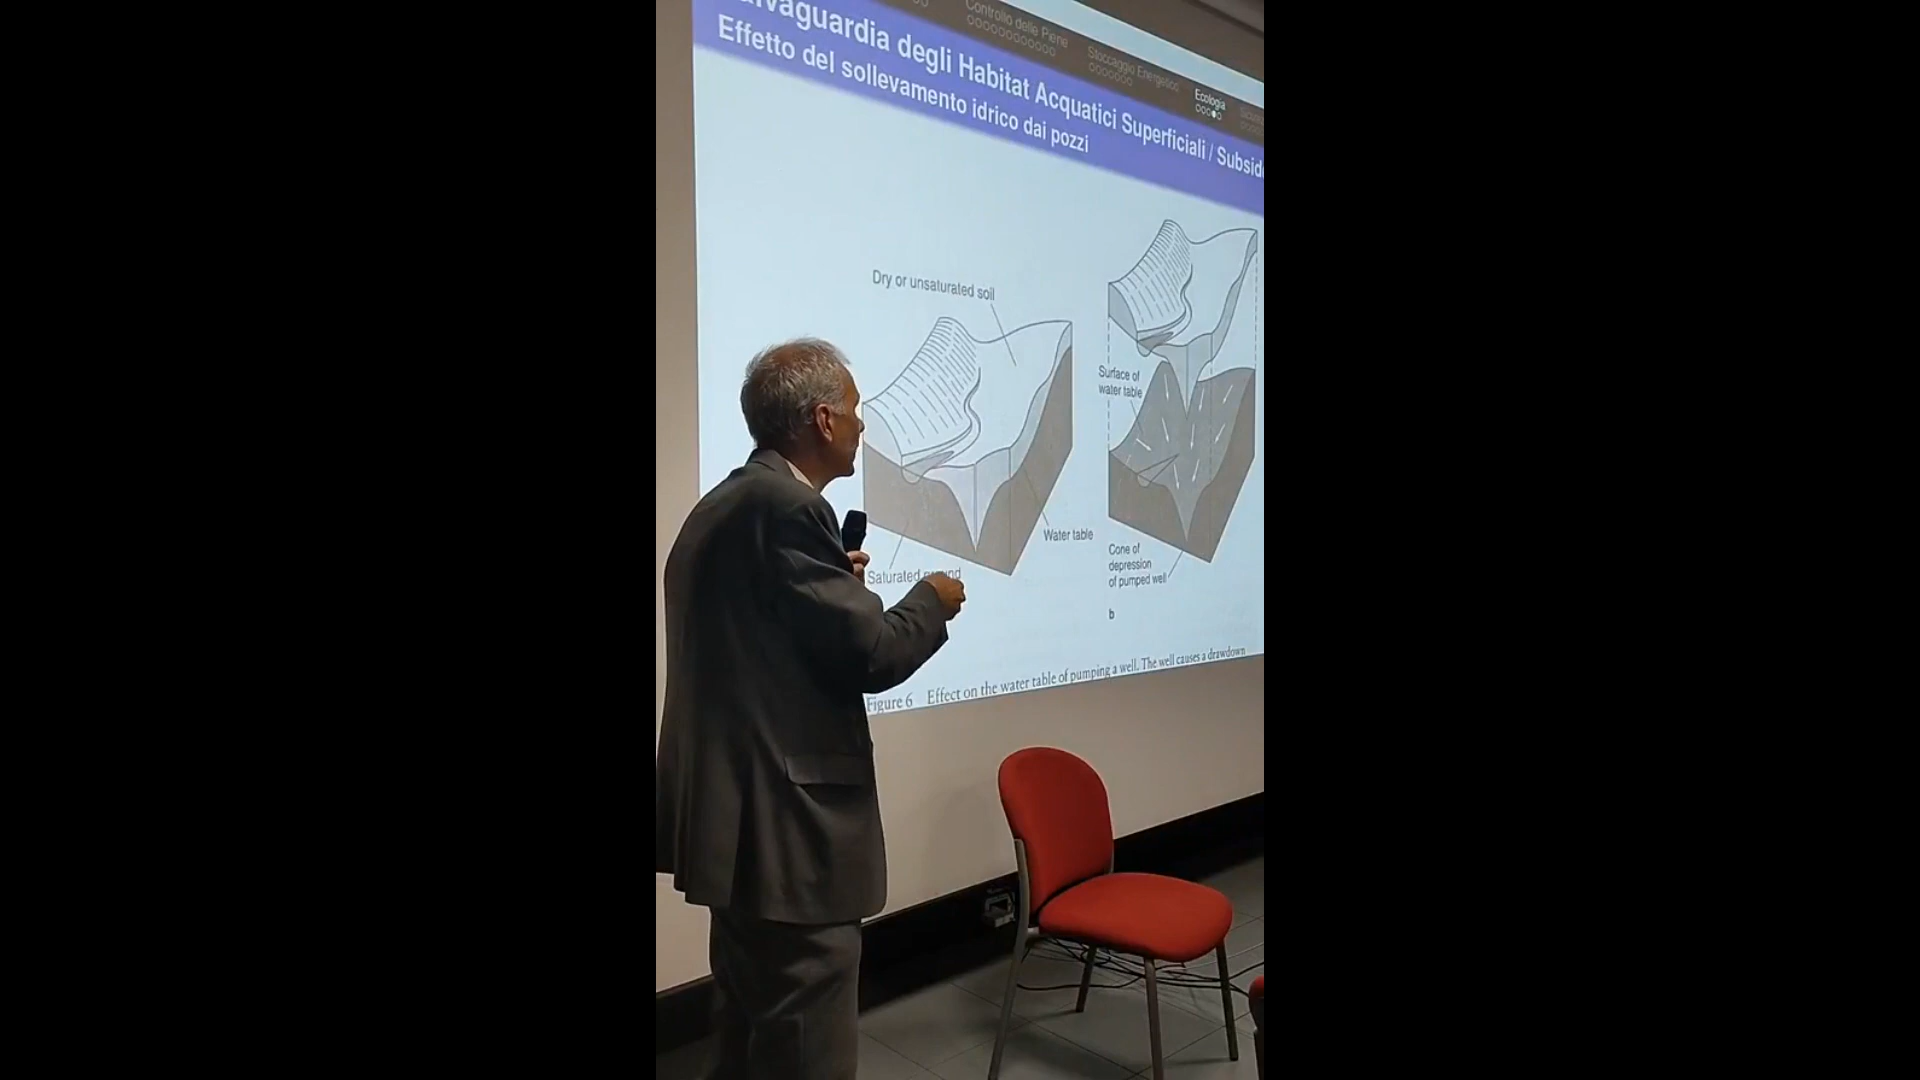 Controllo delle Piene
Stoccaggio Energetico
Ecologia
degli Habitat Acquatici Superficiali /
Effetto del sollevamento idrico dai pozzi
Dry or unsaturated soil
Surface of
water table
Water table
Saturated
Cone of
depression
of pumped well
b
Figure 6 Effect on the water table of pumping a well. The well causes a drawdown